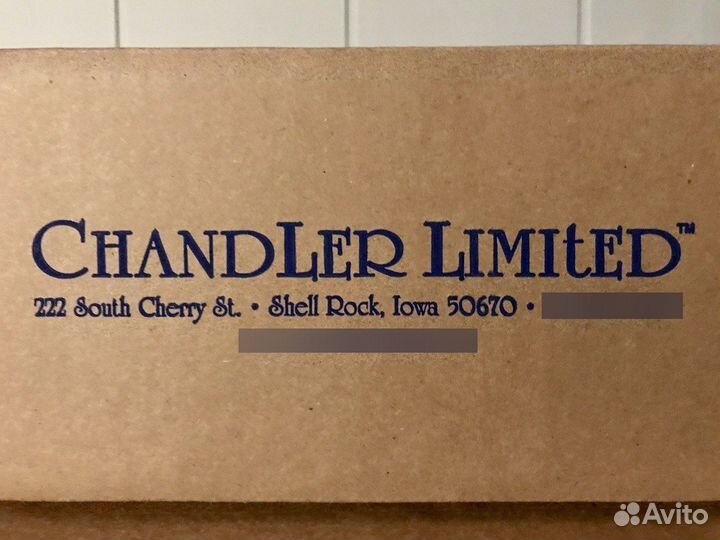 CHANDLER LIMITED™
222 South Cherry St. • Shell Rock, Iowa 50670 •
Avito